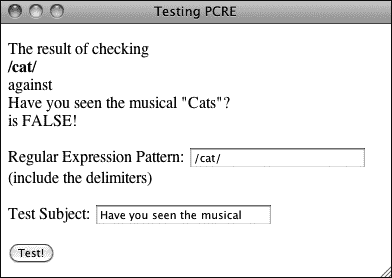 Testing PCRE
The result of checking
/cat/
against
Have you seen the musical "Cats"?
is FALSE!
Regular Expression Pattern: /cat/
(include the delimiters)
Test Subject: Have you seen the musical
Test!